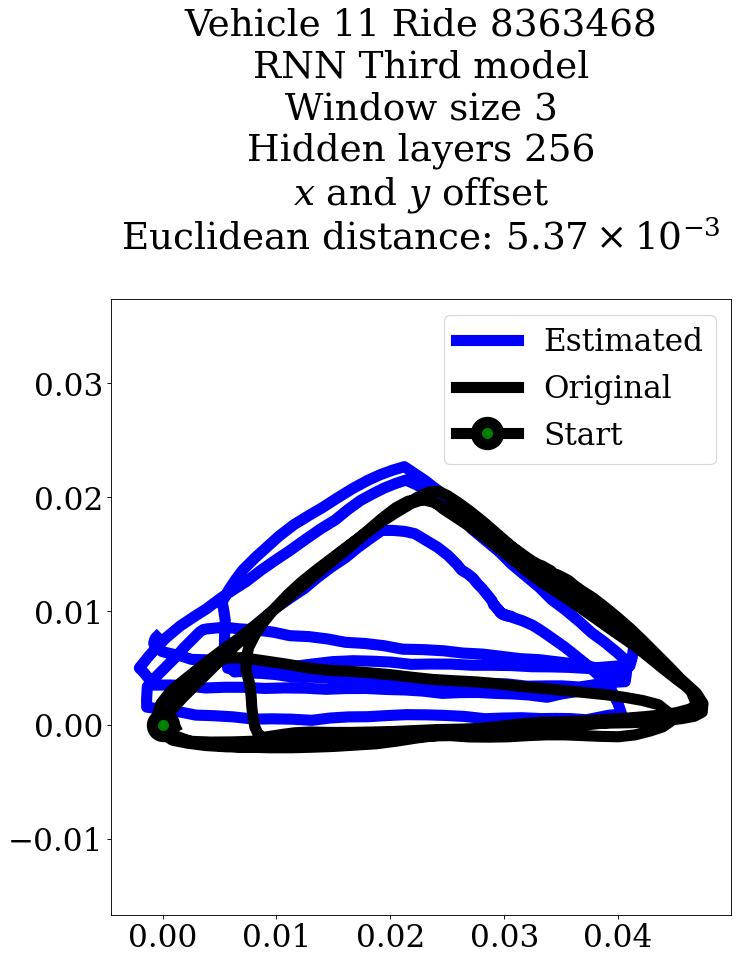 Vehicle 11 Ride 8363468
RNN Third model
Window size 3
Hidden layers 256
x and y offset
Euclidean distance: 5.37 × 10⁻³
Estimated
Original
Start
0.03
0.02
0.01
0.00
−0.01
0.00 0.01 0.02 0.03 0.04